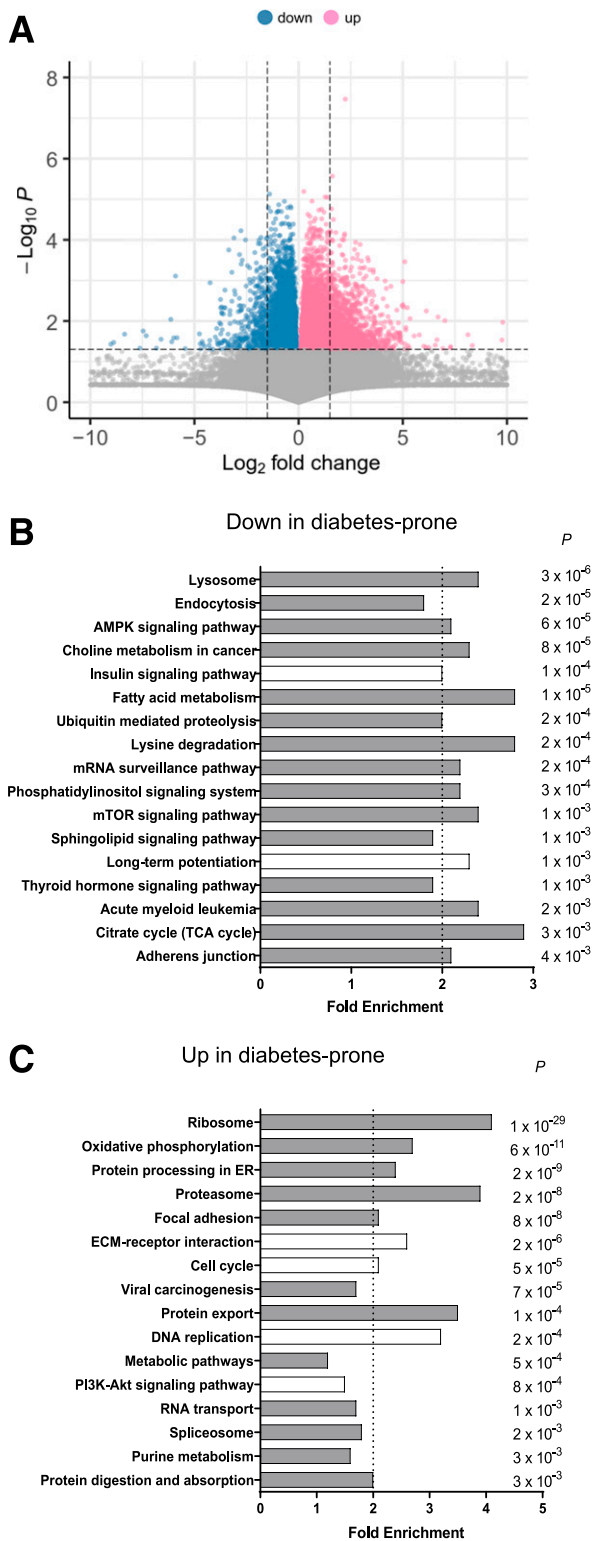 A
down up
8
6
4
2
0
−Log10 P
−10 −5 0 5 10
Log2 fold change
B
Down in diabetes-prone
P
Lysosome 3 x 10-6
Endocytosis 2 x 10-5
AMPK signaling pathway 6 x 10-5
Choline metabolism in cancer 8 x 10-5
Insulin signaling pathway 1 x 10-4
Fatty acid metabolism 1 x 10-5
Ubiquitin mediated proteolysis 2 x 10-4
Lysine degradation 2 x 10-4
mRNA surveillance pathway 2 x 10-4
Phosphatidylinositol signaling system 3 x 10-4
mTOR signaling pathway 1 x 10-3
Sphingolipid signaling pathway 1 x 10-3
Long-term potentiation 1 x 10-3
Thyroid hormone signaling pathway 1 x 10-3
Acute myeloid leukemia 2 x 10-3
Citrate cycle (TCA cycle) 3 x 10-3
Adherens junction 4 x 10-3
0 1 2 3
Fold Enrichment
C
Up in diabetes-prone
P
Ribosome 1 x 10-29
Oxidative phosphorylation 6 x 10-11
Protein processing in ER 2 x 10-9
Proteasome 2 x 10-8
Focal adhesion 8 x 10-8
ECM-receptor interaction 2 x 10-6
Cell cycle 5 x 10-5
Viral carcinogenesis 7 x 10-5
Protein export 1 x 10-4
DNA replication 2 x 10-4
Metabolic pathways 5 x 10-4
PI3K-Akt signaling pathway 8 x 10-4
RNA transport 1 x 10-3
Spliceosome 2 x 10-3
Purine metabolism 3 x 10-3
Protein digestion and absorption 3 x 10-3
0 1 2 3 4 5
Fold Enrichment